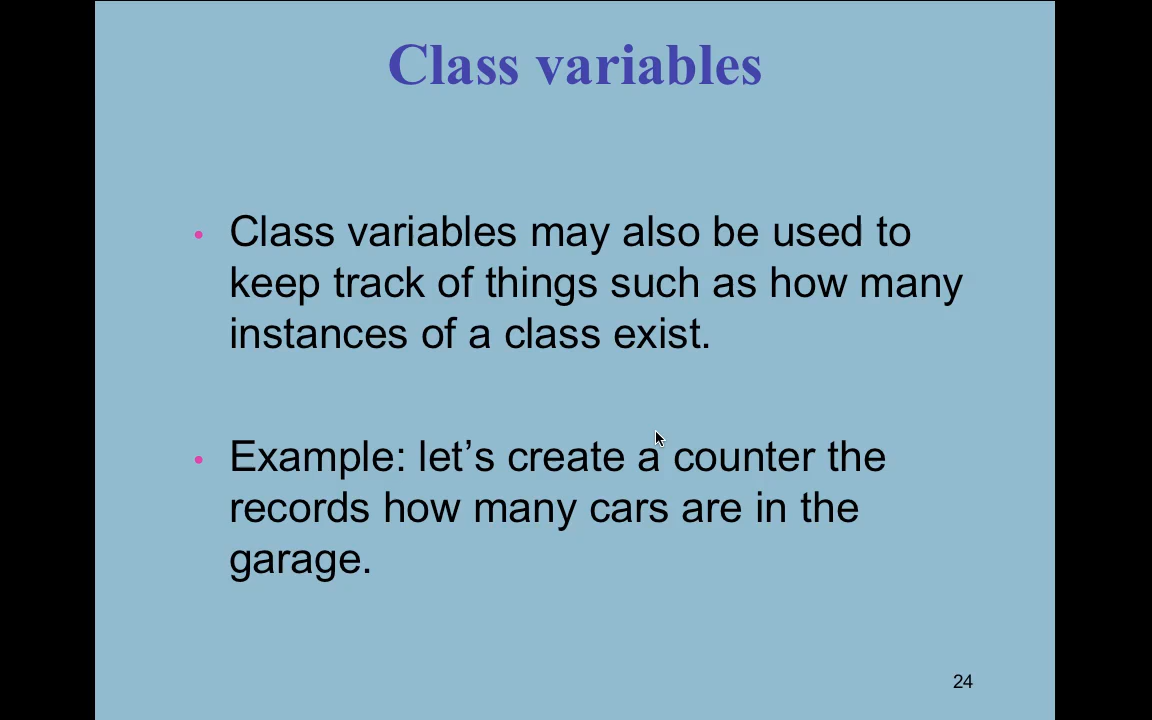 Class variables
• Class variables may also be used to
keep track of things such as how many
instances of a class exist.
• Example: let’s create a counter the
records how many cars are in the
garage.
24